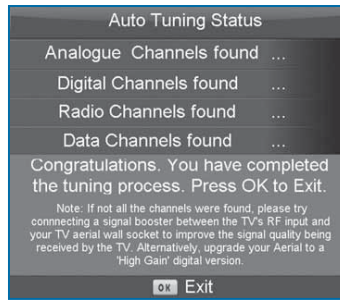 Auto Tuning Status
Analogue Channels found ...
Digital Channels found ...
Radio Channels found ...
Data Channels found ...
Congratulations. You have completed
the tuning process. Press OK to Exit.
Note: If not all the channels were found, please try
connnecting a signal booster between the TV's RF input and
your TV aerial wall socket to improve the signal quality being
received by the TV. Alternatively, upgrade your Aerial to a
'High Gain' digital version.
OK Exit